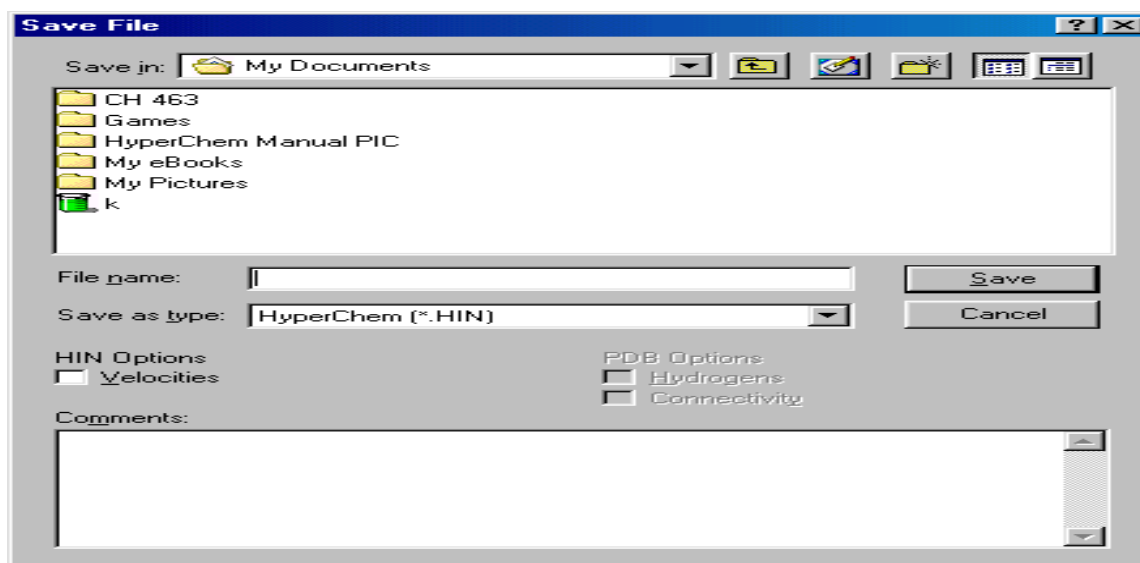 Save File
Save in: My Documents
CH 463
Games
HyperChem Manual PIC
My eBooks
My Pictures
k
File name: Save
Save as type: HyperChem (*.HIN) Cancel
HIN Options PDB Options
Velocities Hydrogens
Connectivity
Comments: